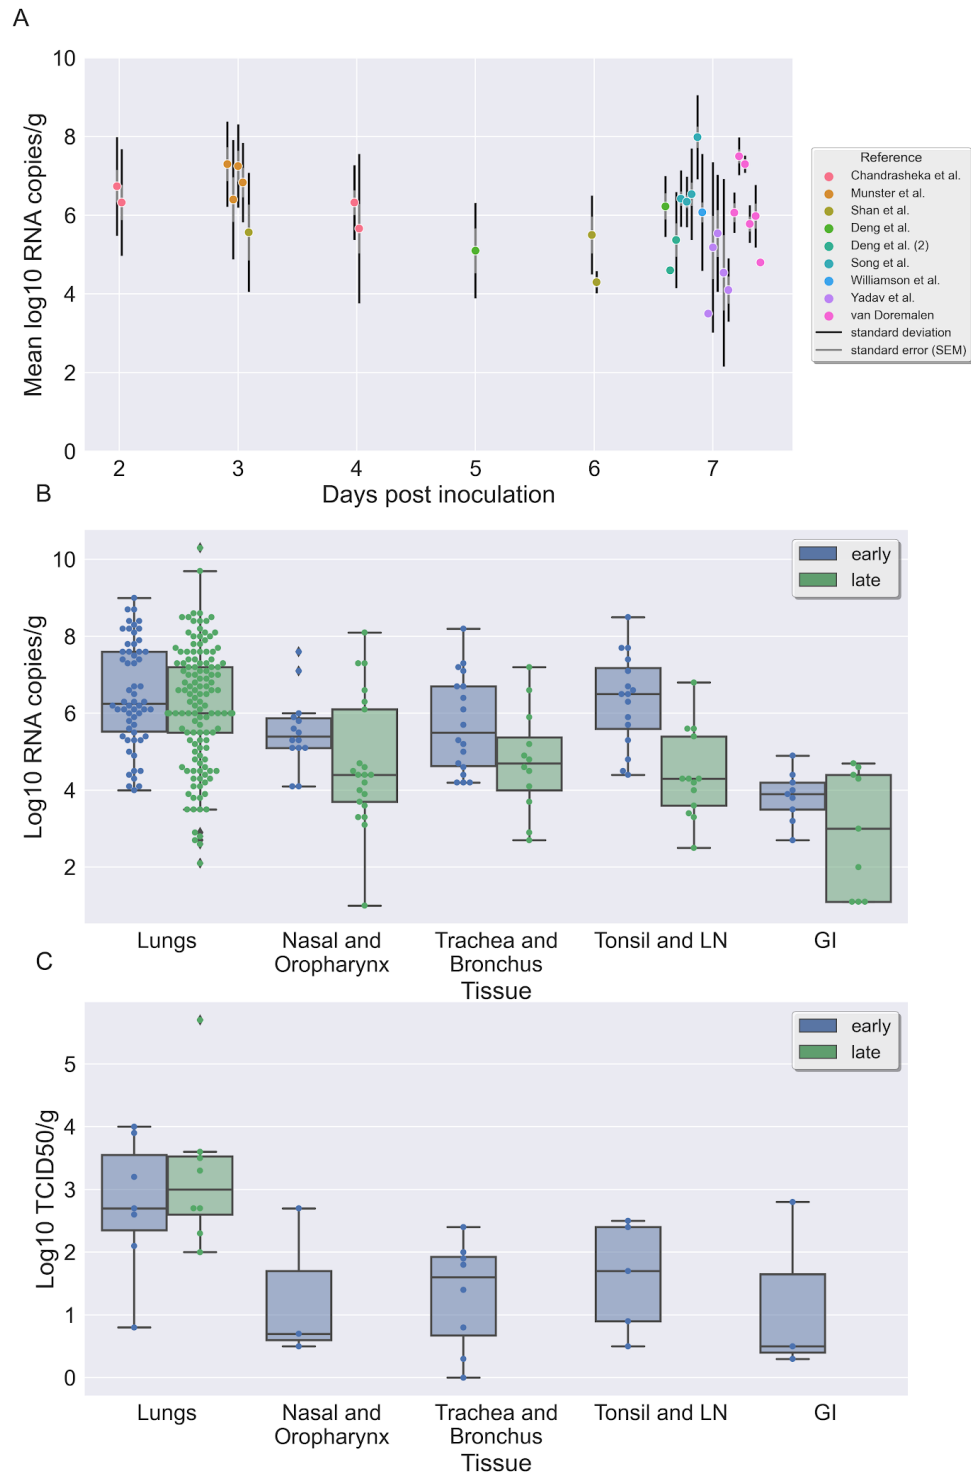 A
10
8
6
4
2
0
Mean log10 RNA copies/g
2 3 4 5 6 7
Days post inoculation
Reference
Chandrasheka et al.
Munster et al.
Shan et al.
Deng et al.
Deng et al. (2)
Song et al.
Williamson et al.
Yadav et al.
van Doremalen
standard deviation
standard error (SEM)
B
10
8
6
4
2
Log10 RNA copies/g
early
late
Lungs
Nasal and
Oropharynx
Trachea and
Bronchus
Tonsil and LN
GI
Tissue
C
5
4
3
2
1
0
Log10 TCID50/g
early
late
Lungs
Nasal and
Oropharynx
Trachea and
Bronchus
Tonsil and LN
GI
Tissue